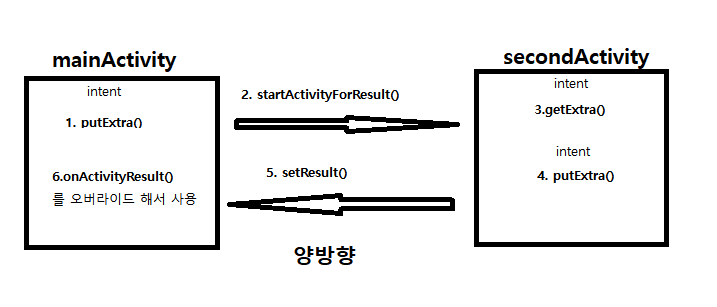 mainActivity
intent
1. putExtra()
6.onActivityResult()
를 오버라이드 해서 사용
2. startActivityForResult()
5. setResult()
양방향
secondActivity
intent
3.getExtra()
intent
4. putExtra()